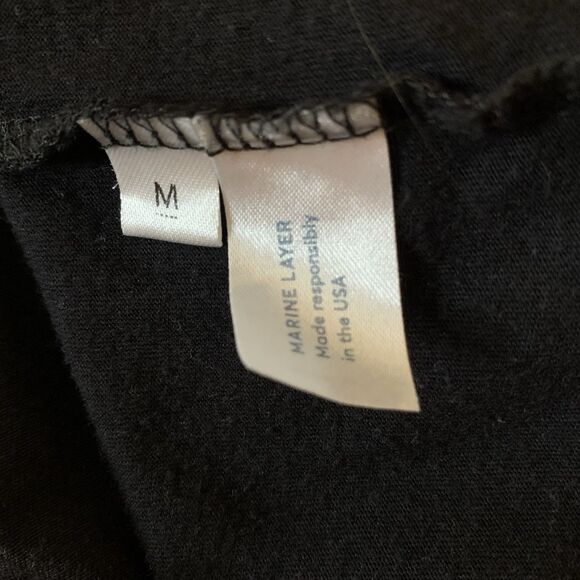 M
MARINE LAYER
Made responsibly
in the USA